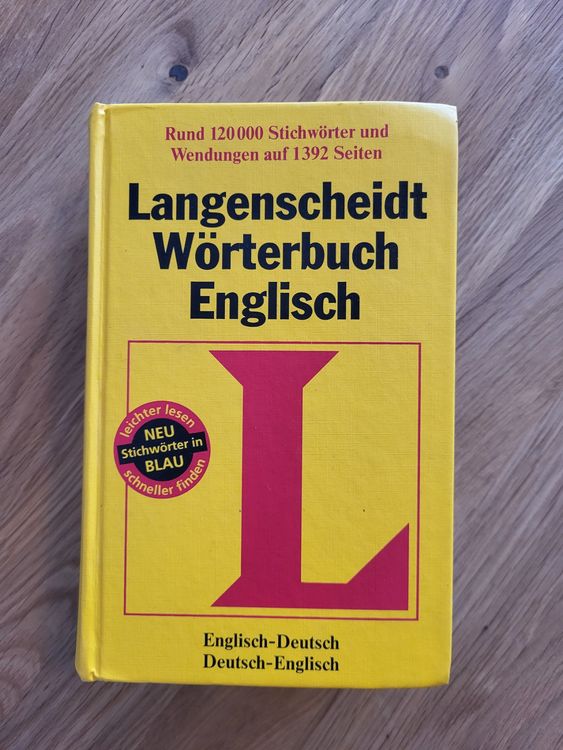 Rund 120 000 Stichwörter und
Wendungen auf 1392 Seiten
Langenscheidt
Wörterbuch
Englisch
leichter lesen
NEU
Stichwörter in
BLAU
schneller finden
L
Englisch-Deutsch
Deutsch-Englisch